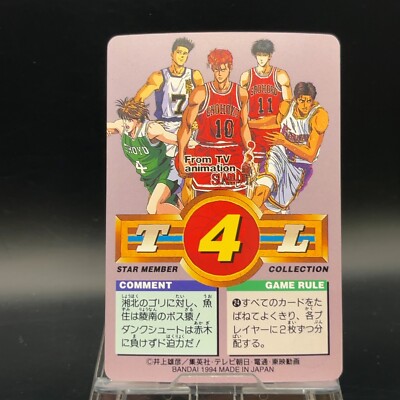 7
SHOHOKU
10
SHOHOKU
11
SHOYO
4
From TV
animation
T 4 L
STAR MEMBER
COLLECTION
COMMENT
湘北のゴリに対し、魚
住は陵南のボス猿!
ダンクシュートは赤木
に負けずド迫力だ!
GAME RULE
24 すべてのカードをた
ばねてよくきり、各プ
レイヤーに2枚ずつ分
配する。
©井上雄彦/集英社・テレビ朝日・電通・東映動画
BANDAI 1994 MADE IN JAPAN